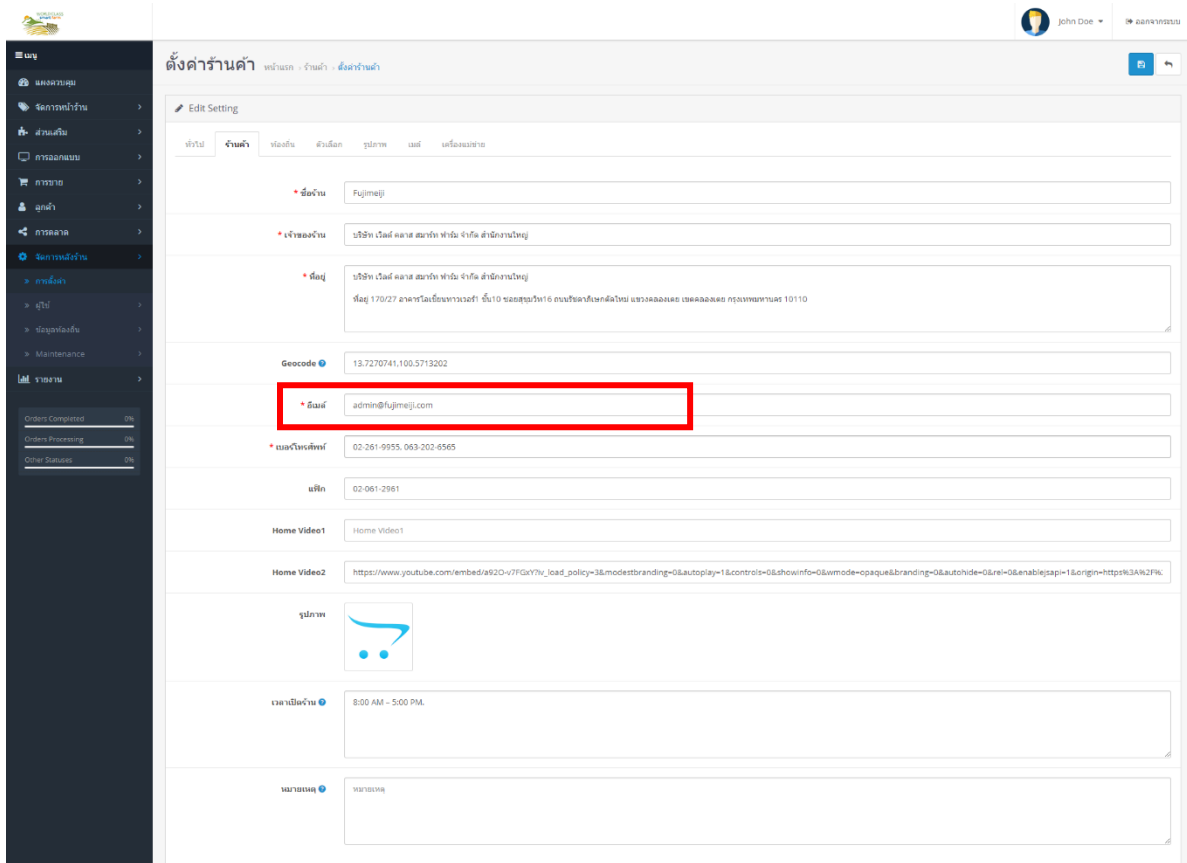 WORLD CLASS
smart farm
John Doe
ออกจากระบบ
เมนู
ตั้งค่าร้านค้า
หน้าแรก › ร้านค้า › ตั้งค่าร้านค้า
แผงควบคุม
จัดการหน้าร้าน
ส่วนเสริม
การออกแบบ
การขาย
ลูกค้า
การตลาด
จัดการหลังร้าน
» การตั้งค่า
» ผู้ใช้
» ข้อมูลท้องถิ่น
» Maintenance
รายงาน
Orders Completed 0%
Orders Processing 0%
Other Statuses 0%
Edit Setting
ทั่วไป ร้านค้า ท้องถิ่น ตัวเลือก รูปภาพ เมล์ เครื่องแม่ข่าย
* ชื่อร้าน Fujimeiji
* เจ้าของร้าน บริษัท เวิลด์ คลาส สมาร์ท ฟาร์ม จำกัด สำนักงานใหญ่
* ที่อยู่ บริษัท เวิลด์ คลาส สมาร์ท ฟาร์ม จำกัด สำนักงานใหญ่
ที่อยู่ 170/27 อาคารโอเชี่ยนทาวเวอร์1 ชั้น10 ซอยสุขุมวิท16 ถนนรัชดาภิเษกตัดใหม่ แขวงคลองเตย เขตคลองเตย กรุงเทพมหานคร 10110
Geocode 13.7270741,100.5713202
* อีเมล์ admin@fujimeiji.com
* เบอร์โทรศัพท์ 02-261-9955, 063-202-6565
แฟ็ก 02-061-2961
Home Video1 Home Video1
Home Video2 https://www.youtube.com/embed/a92O-v7FGxY?iv_load_policy=3&modestbranding=0&autoplay=1&controls=0&showinfo=0&wmode=opaque&branding=0&autohide=0&rel=0&enablejsapi=1&origin=https%3A%2F%
รูปภาพ
เวลาเปิดร้าน 8:00 AM – 5:00 PM.
หมายเหตุ หมายเหตุ